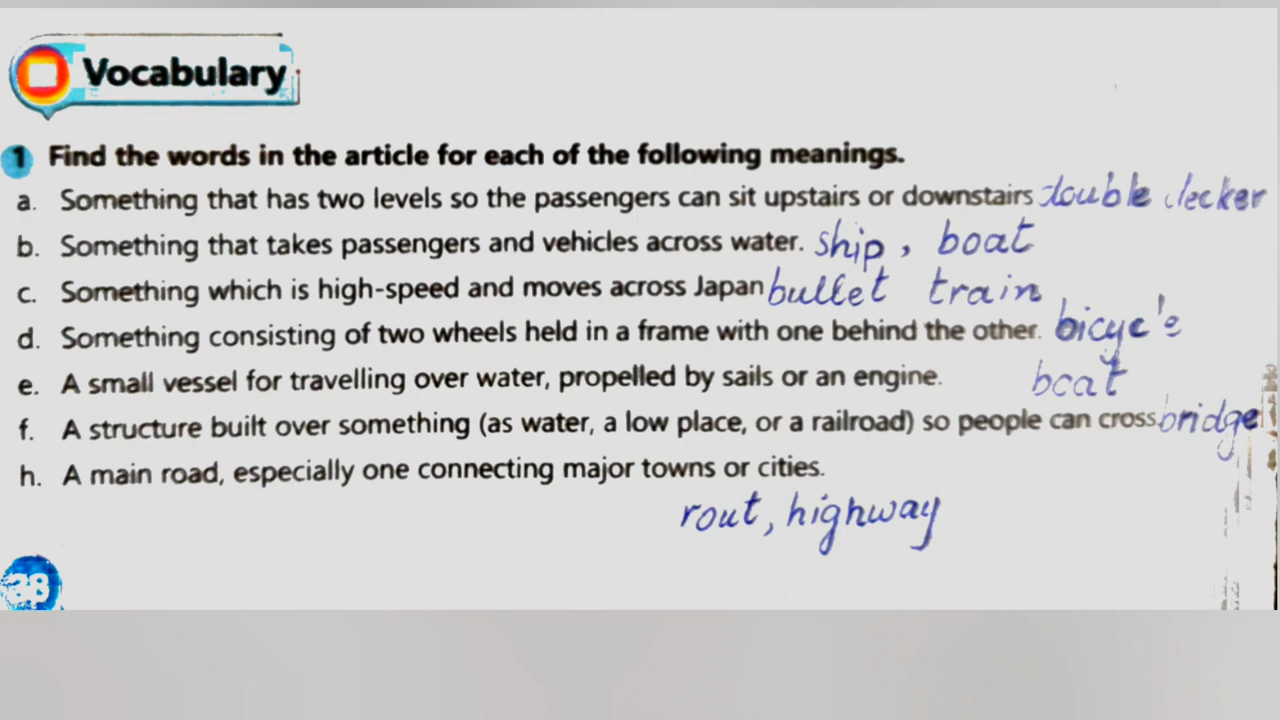 Vocabulary
1 Find the words in the article for each of the following meanings.
a. Something that has two levels so the passengers can sit upstairs or downstairs double decker
b. Something that takes passengers and vehicles across water. ship, boat
c. Something which is high-speed and moves across Japan bullet train
d. Something consisting of two wheels held in a frame with one behind the other. bicycle
e. A small vessel for travelling over water, propelled by sails or an engine. boat
f. A structure built over something (as water, a low place, or a railroad) so people can cross bridge
h. A main road, especially one connecting major towns or cities.
rout, highway
38